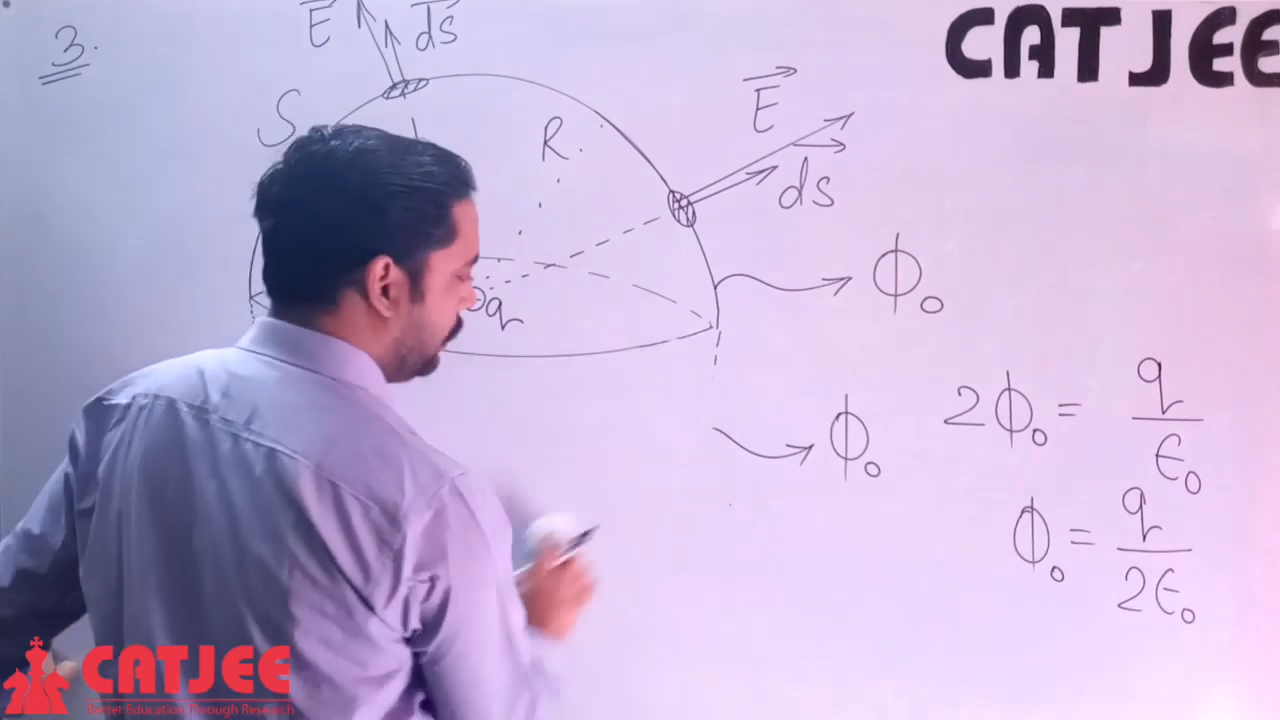 3.
E ds
CATJEE
S
R.
E
ds
ϕ₀
q
2ϕ₀ = q/ϵ₀
ϕ₀
ϕ₀ = q/2ϵ₀
CATJEE
Better Education Through Research